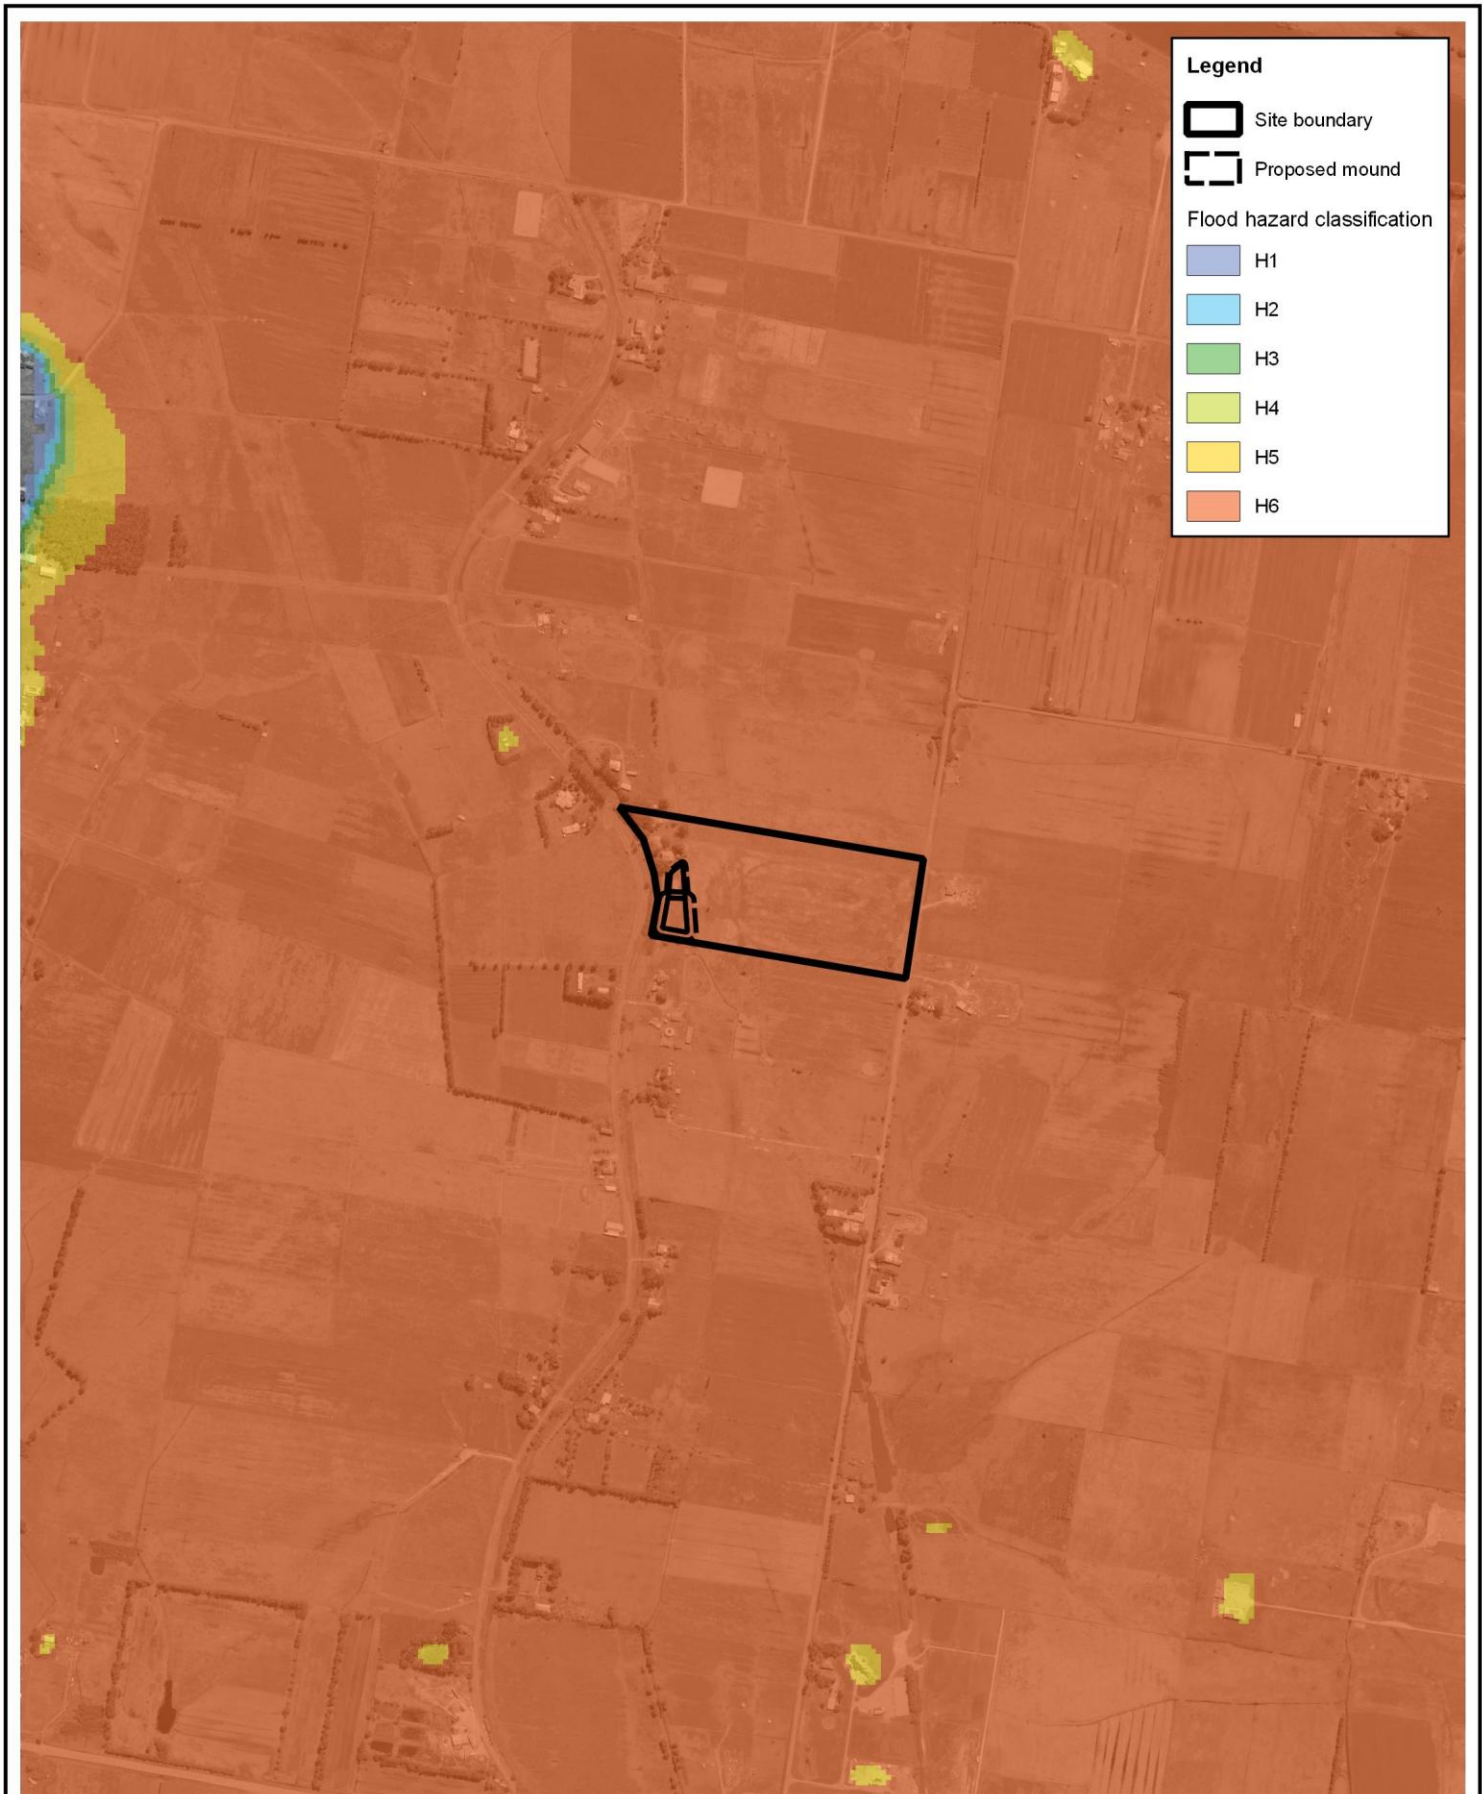 Legend
Site boundary
Proposed mound
Flood hazard classification
H1
H2
H3
H4
H5
H6